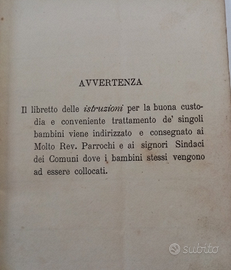 AVVERTENZA
Il libretto delle istruzioni per la buona custo-
dia e conveniente trattamento de' singoli
bambini viene indirizzato e consegnato ai
Molto Rev. Parrochi e ai signori Sindaci
dei Comuni dove i bambini stessi vengono
ad essere collocati.
subito